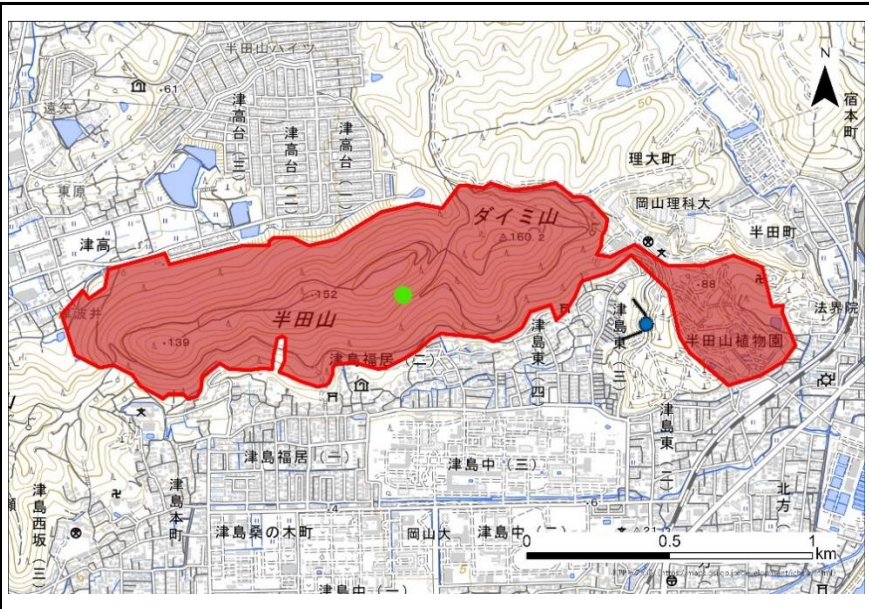 半田山ハイツ
61
遠矢
津高台(三)
津高台(二)
津高台(一)
50
N
宿本町
理大町
東原
岡山理科大
津高
ダイミ山
160.2
半田町
88
152
半田山
法界院
139
津島東(三)
半田山植物園
津島福居(二)
津島東(四)
津島福居(一)
津島中(三)
津島東(二)
津島西坂(三)
津島本町
北方
津島桑の木町
岡山大
津島中(二)
0
0.5
1
km
津島中(一)
5